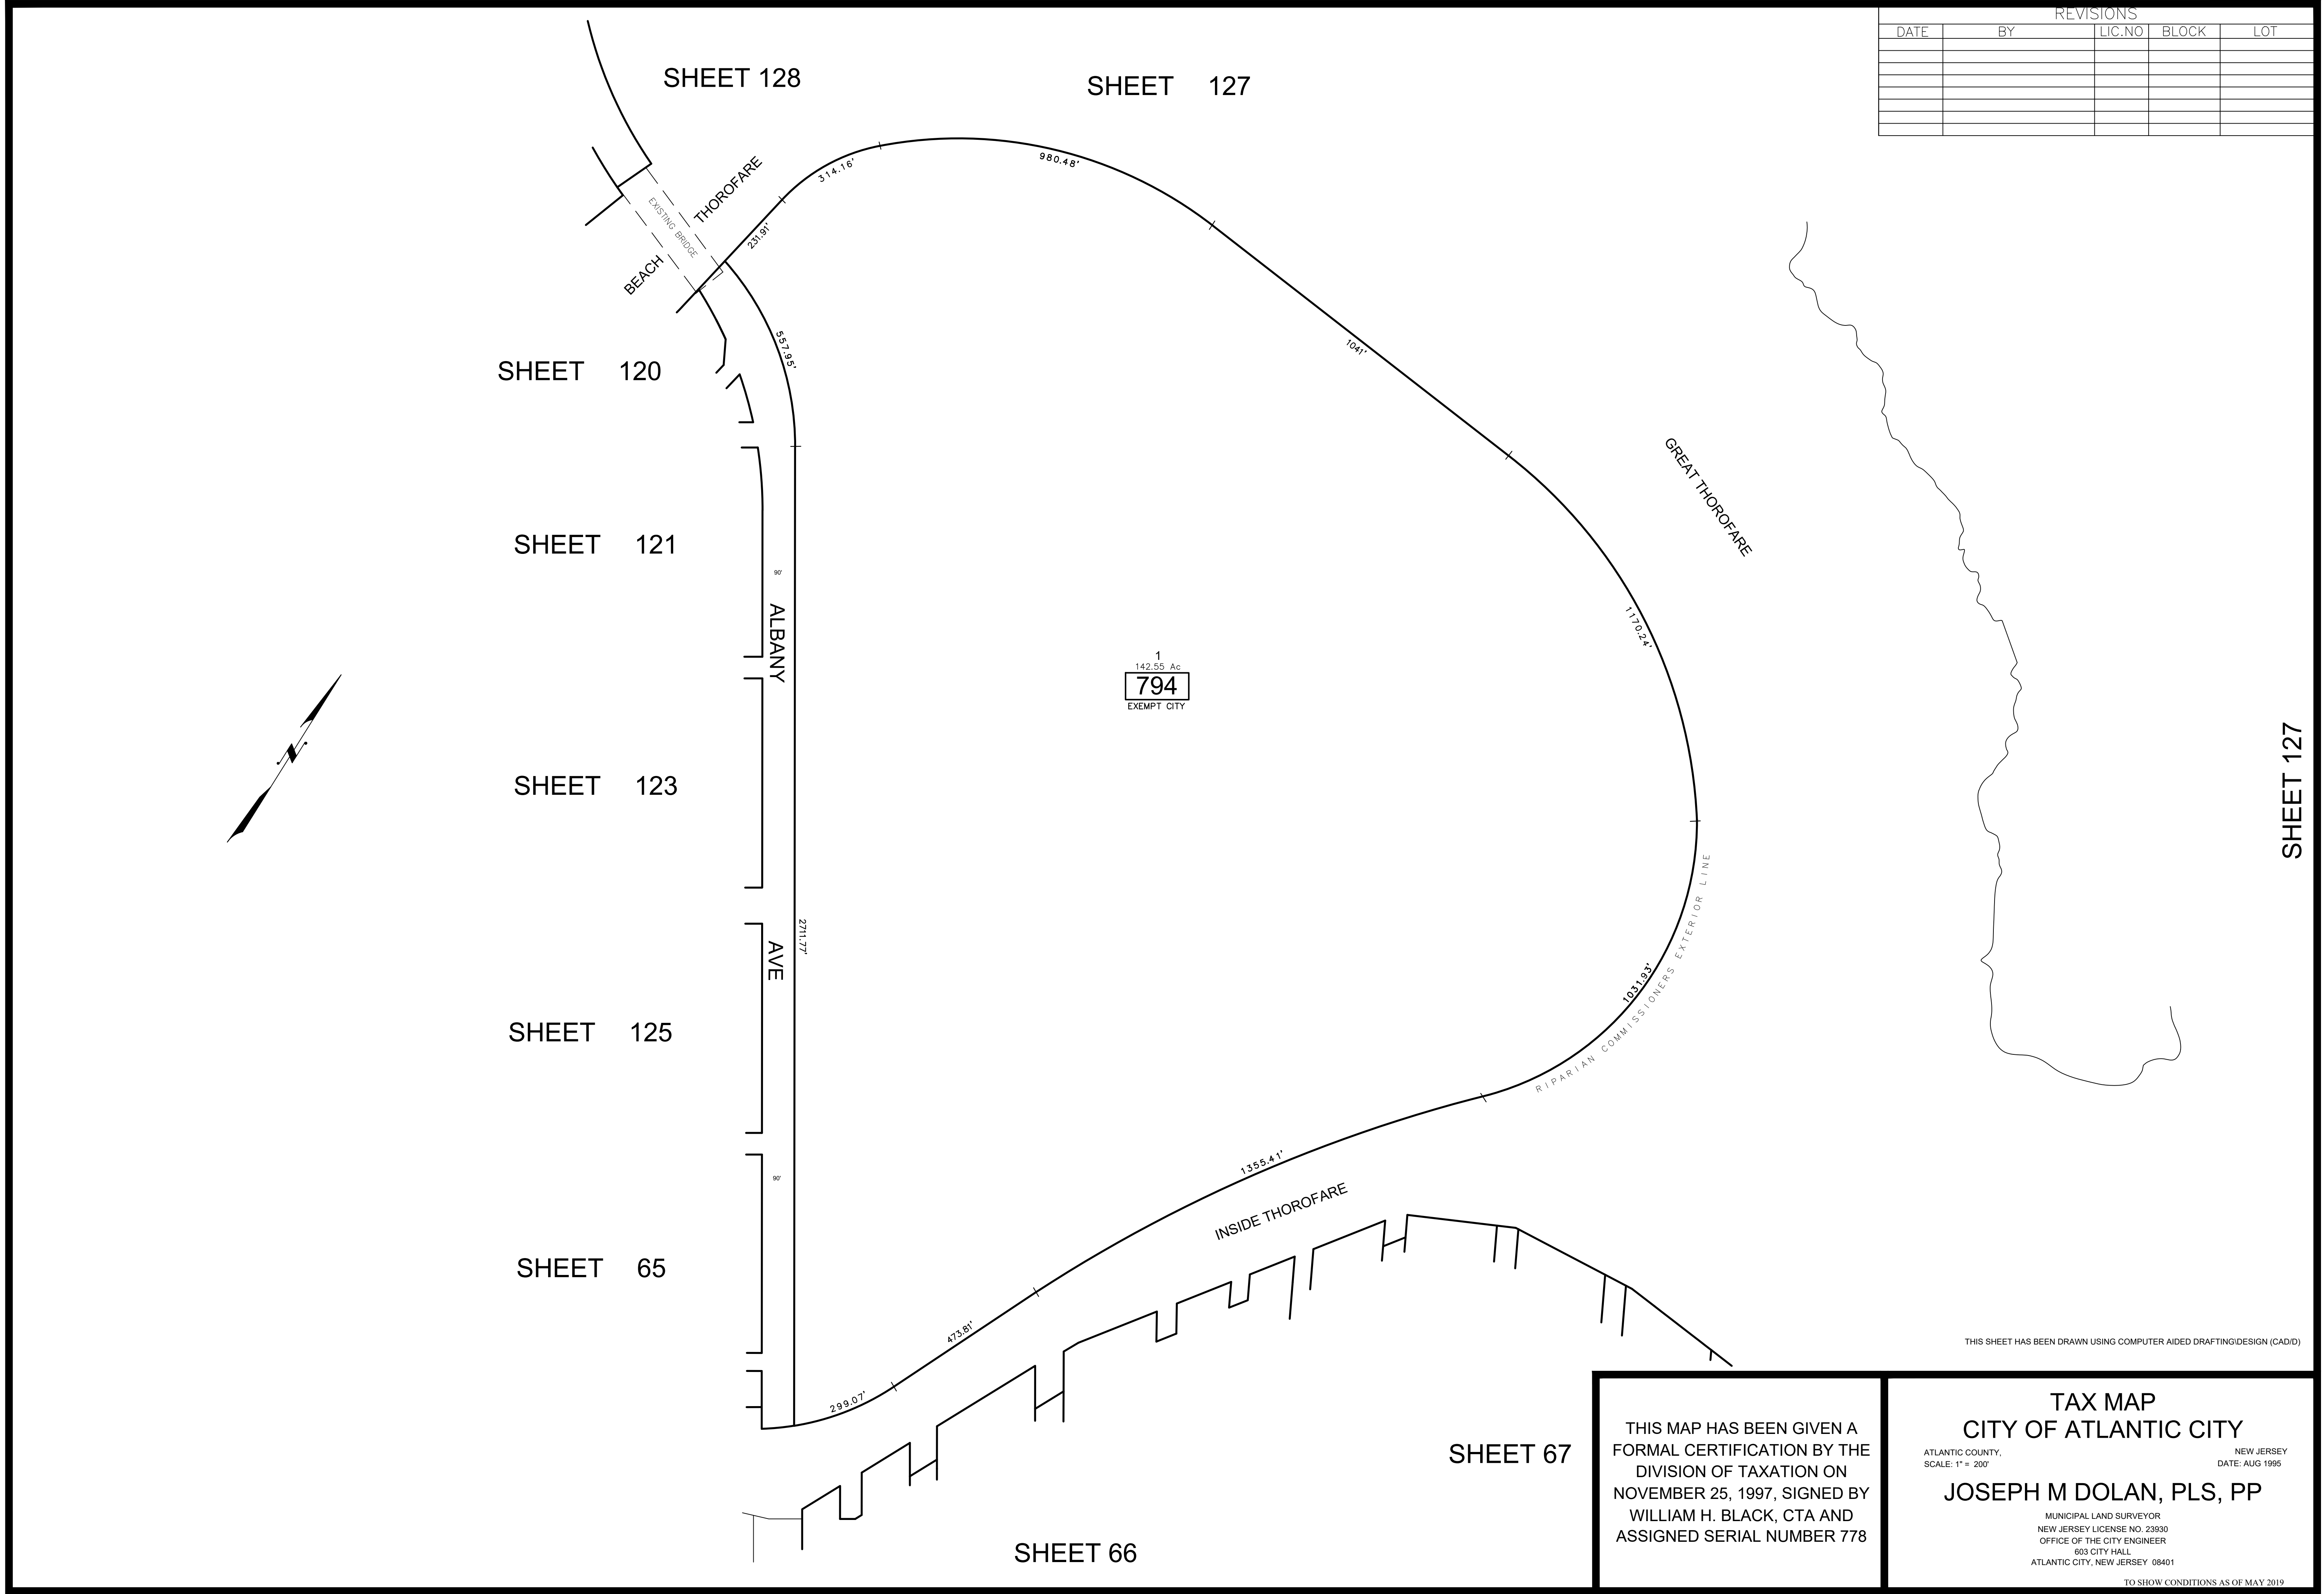 REVISIONS
DATE BY LIC.NO BLOCK LOT
SHEET 128
SHEET 127
THOROFARE
BEACH
EXISTING BRIDGE
314.16'
980.48'
231.91'
557.95'
1041'
SHEET 120
GREAT THOROFARE
SHEET 121
90'
ALBANY
1170.24'
1
142.55 Ac
794
EXEMPT CITY
N
SHEET 123
SHEET 127
AVE
2711.77'
1031.93'
RIPARIAN COMMISSIONERS EXTERIOR LINE
SHEET 125
1355.41'
90'
INSIDE THOROFARE
SHEET 65
473.81'
299.07'
SHEET 67
SHEET 66
THIS SHEET HAS BEEN DRAWN USING COMPUTER AIDED DRAFTING\DESIGN (CAD/D)
THIS MAP HAS BEEN GIVEN A
FORMAL CERTIFICATION BY THE
DIVISION OF TAXATION ON
NOVEMBER 25, 1997, SIGNED BY
WILLIAM H. BLACK, CTA AND
ASSIGNED SERIAL NUMBER 778
TAX MAP
CITY OF ATLANTIC CITY
ATLANTIC COUNTY, NEW JERSEY
SCALE: 1" = 200' DATE: AUG 1995
JOSEPH M DOLAN, PLS, PP
MUNICIPAL LAND SURVEYOR
NEW JERSEY LICENSE NO. 23930
OFFICE OF THE CITY ENGINEER
603 CITY HALL
ATLANTIC CITY, NEW JERSEY 08401
TO SHOW CONDITIONS AS OF MAY 2019